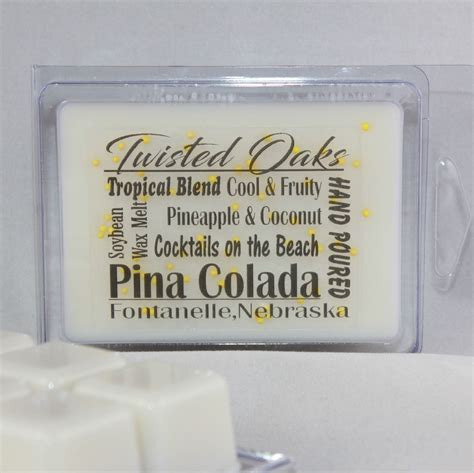 Twisted Oaks
Tropical Blend Cool & Fruity
Soybean
Wax Melt
Pineapple & Coconut
Cocktails on the Beach
HAND POURED
Pina Colada
Fontanelle,Nebraska